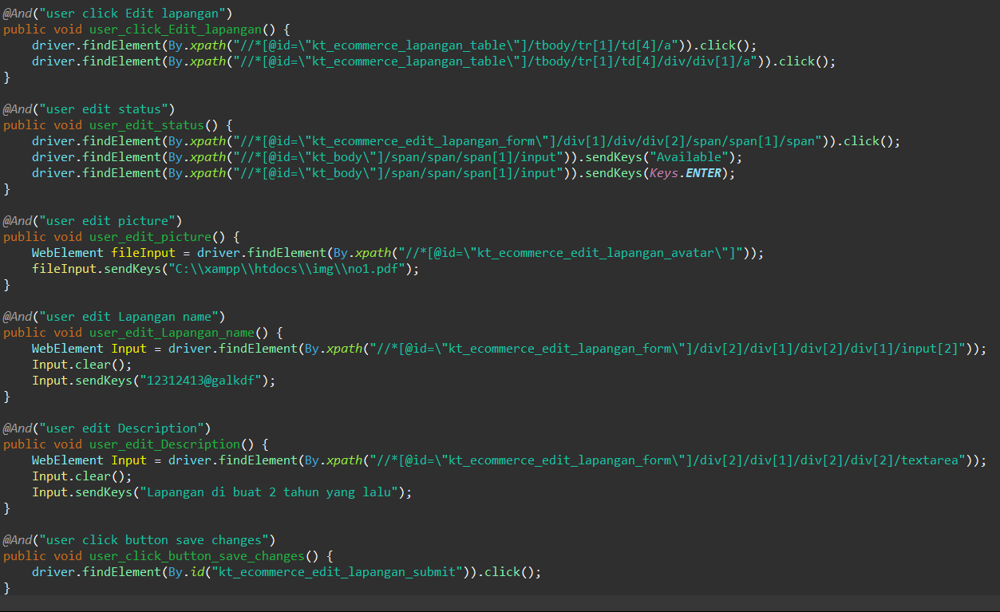 @And("user click Edit lapangan")
public void user_click_Edit_lapangan() {
    driver.findElement(By.xpath("//*[@id=\"kt_ecommerce_lapangan_table\"]/tbody/tr[1]/td[4]/a")).click();
    driver.findElement(By.xpath("//*[@id=\"kt_ecommerce_lapangan_table\"]/tbody/tr[1]/td[4]/div/div[1]/a")).click();
}

@And("user edit status")
public void user_edit_status() {
    driver.findElement(By.xpath("//*[@id=\"kt_ecommerce_edit_lapangan_form\"]/div[1]/div/div[2]/span/span[1]/span")).click();
    driver.findElement(By.xpath("//*[@id=\"kt_body\"]/span/span/span[1]/input")).sendKeys("Available");
    driver.findElement(By.xpath("//*[@id=\"kt_body\"]/span/span/span[1]/input")).sendKeys(Keys.ENTER);
}

@And("user edit picture")
public void user_edit_picture() {
    WebElement fileInput = driver.findElement(By.xpath("//*[@id=\"kt_ecommerce_edit_lapangan_avatar\"]"));
    fileInput.sendKeys("C:\\xampp\\htdocs\\img\\no1.pdf");
}

@And("user edit Lapangan name")
public void user_edit_Lapangan_name() {
    WebElement Input = driver.findElement(By.xpath("//*[@id=\"kt_ecommerce_edit_lapangan_form\"]/div[2]/div[1]/div[2]/div[1]/input[2]"));
    Input.clear();
    Input.sendKeys("12312413@galkdf");
}

@And("user edit Description")
public void user_edit_Description() {
    WebElement Input = driver.findElement(By.xpath("//*[@id=\"kt_ecommerce_edit_lapangan_form\"]/div[2]/div[1]/div[2]/div[2]/textarea"));
    Input.clear();
    Input.sendKeys("Lapangan di buat 2 tahun yang lalu");
}

@And("user click button save changes")
public void user_click_button_save_changes() {
    driver.findElement(By.id("kt_ecommerce_edit_lapangan_submit")).click();
}